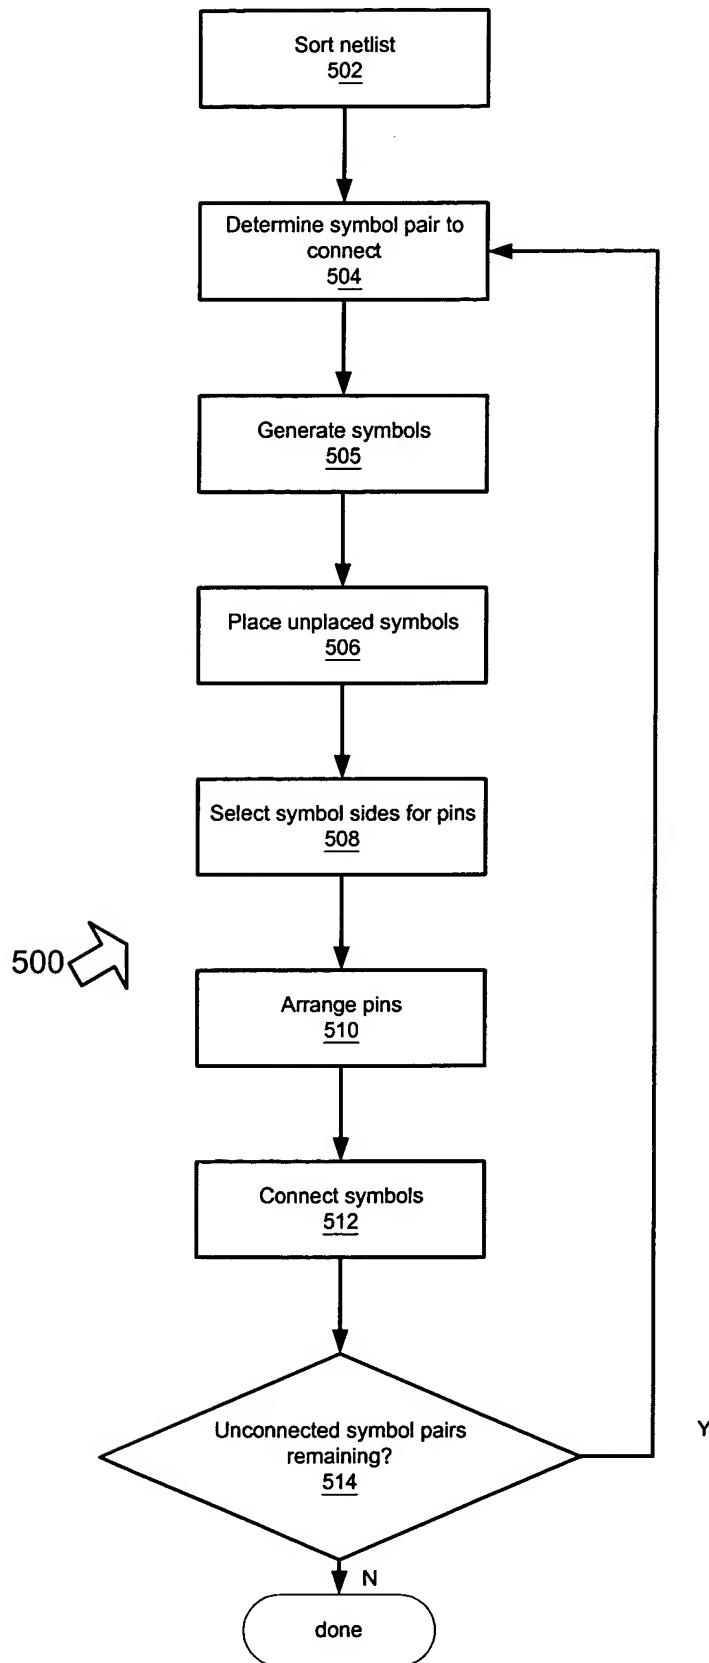 Sort netlist
502
Determine symbol pair to
connect
504
Generate symbols
505
Place unplaced symbols
506
Select symbol sides for pins
508
500
Arrange pins
510
Connect symbols
512
Unconnected symbol pairs
remaining?
514
Y
N
done